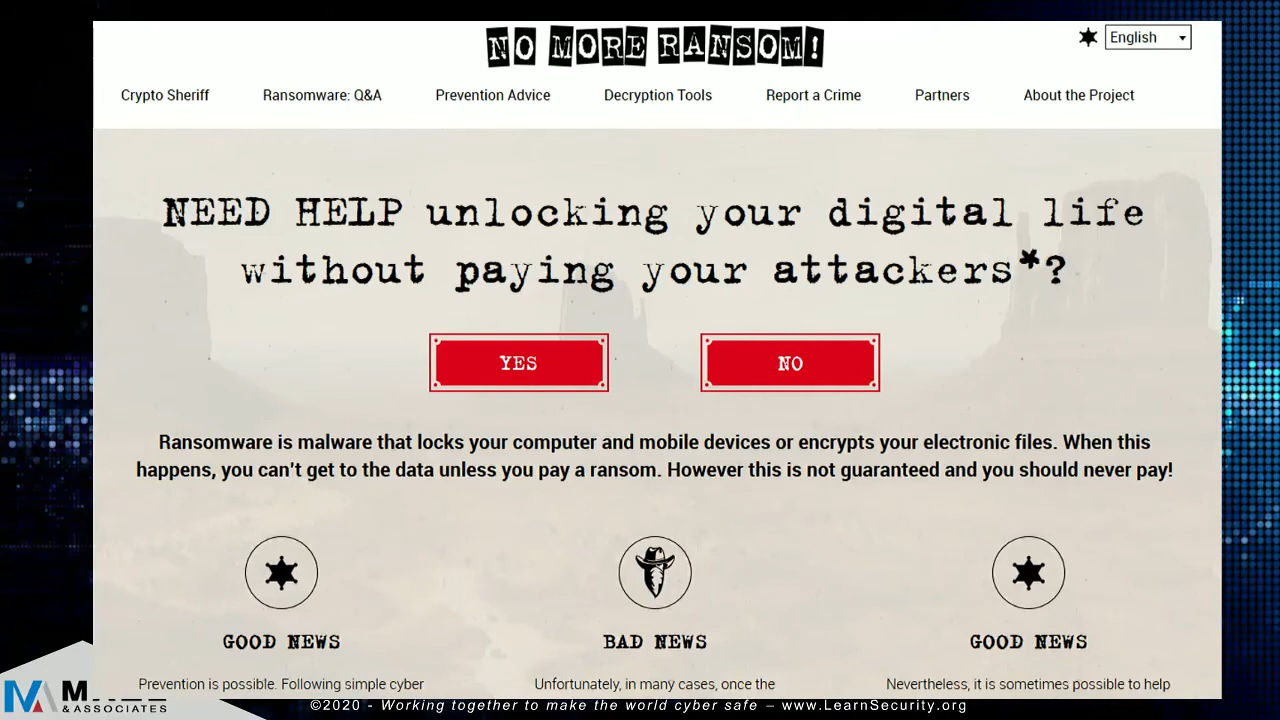 NO MORE RANSOM!
English
Crypto Sheriff Ransomware: Q&A Prevention Advice Decryption Tools Report a Crime Partners About the Project
NEED HELP unlocking your digital life
without paying your attackers*?
YES NO
Ransomware is malware that locks your computer and mobile devices or encrypts your electronic files. When this
happens, you can't get to the data unless you pay a ransom. However this is not guaranteed and you should never pay!
GOOD NEWS BAD NEWS GOOD NEWS
Prevention is possible. Following simple cyber Unfortunately, in many cases, once the Nevertheless, it is sometimes possible to help
& ASSOCIATES
©2020 - Working together to make the world cyber safe – www.LearnSecurity.org